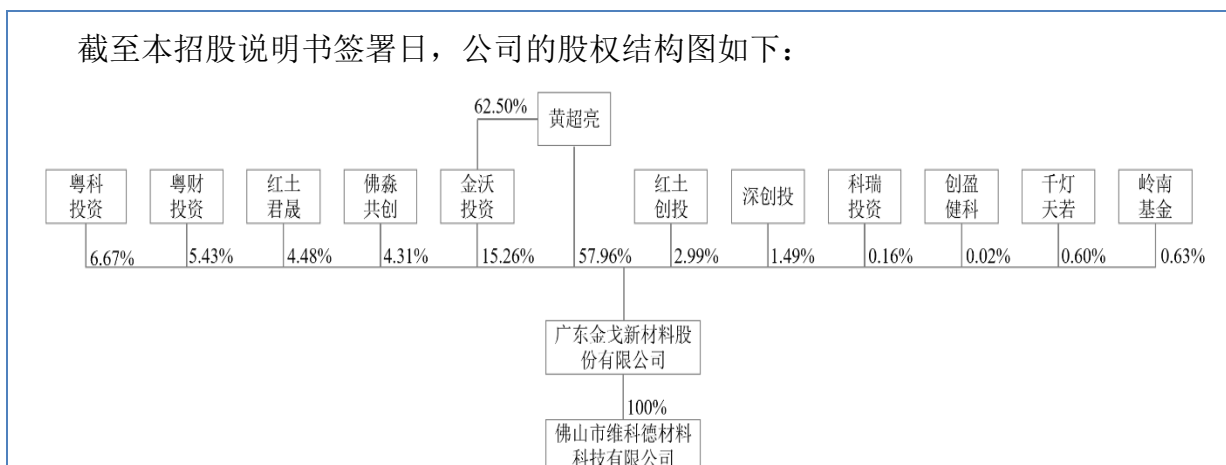 截至本招股说明书签署日，公司的股权结构图如下：
62.50%
黄超亮
粤科
投资
粤财
投资
红土
君晟
佛淼
共创
金沃
投资
红土
创投
深创投
科瑞
投资
创盈
健科
千灯
天若
岭南
基金
6.67%
5.43%
4.48%
4.31%
15.26%
57.96%
2.99%
1.49%
0.16%
0.02%
0.60%
0.63%
广东金戈新材料股
份有限公司
100%
佛山市维科德材料
科技有限公司